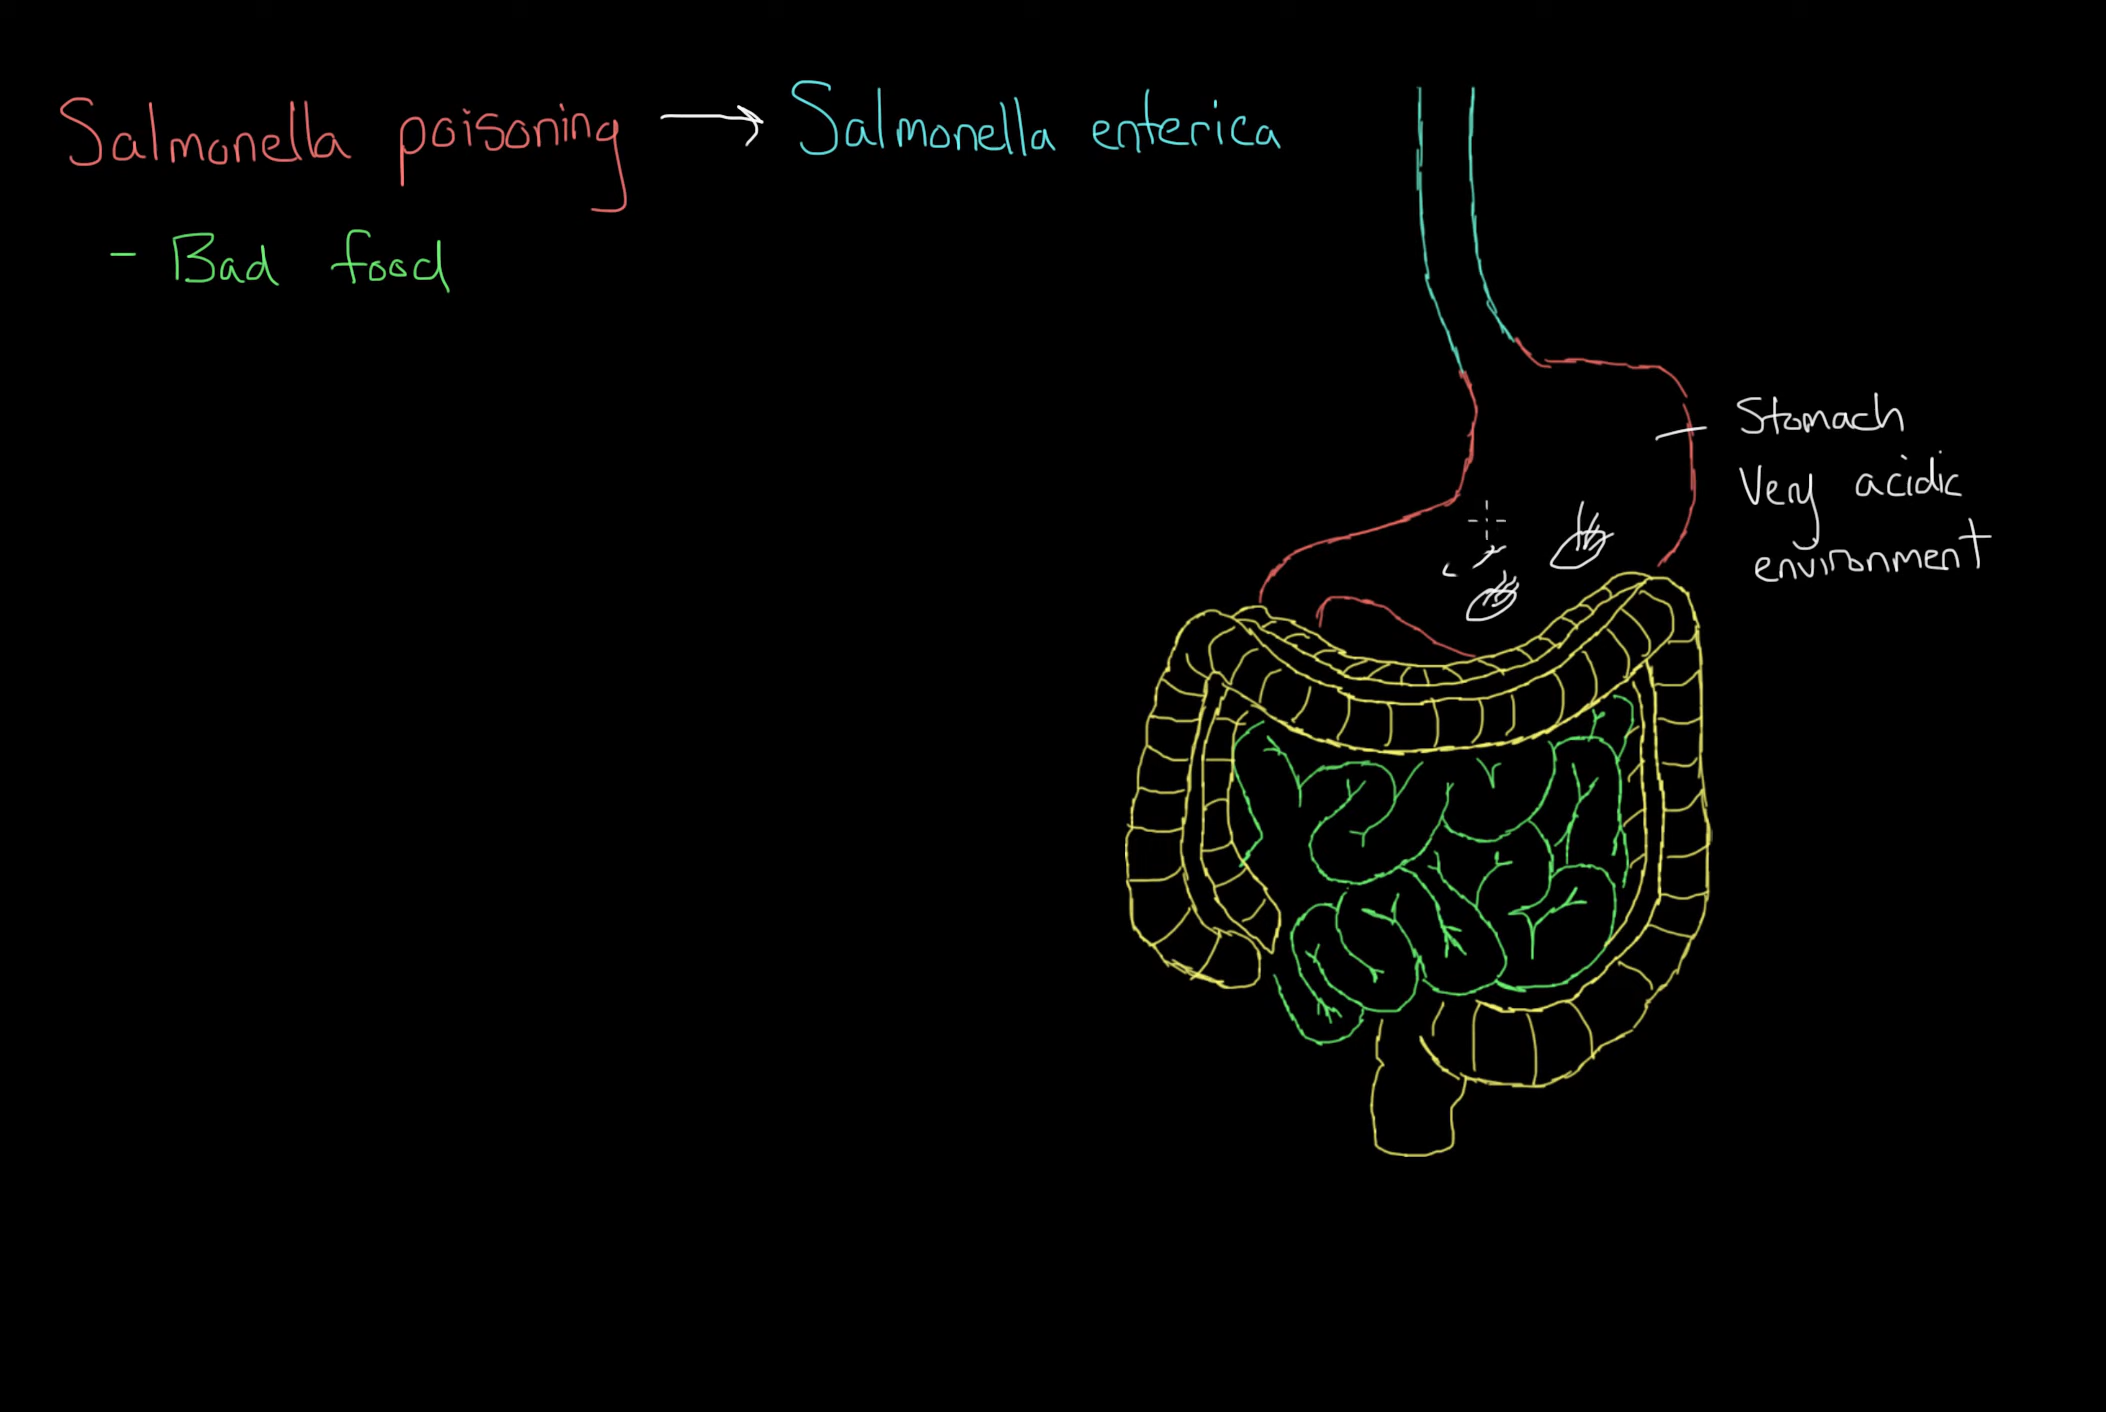 Salmonella poisoning → Salmonella enterica
- Bad food
Stomach
Very acidic
environment